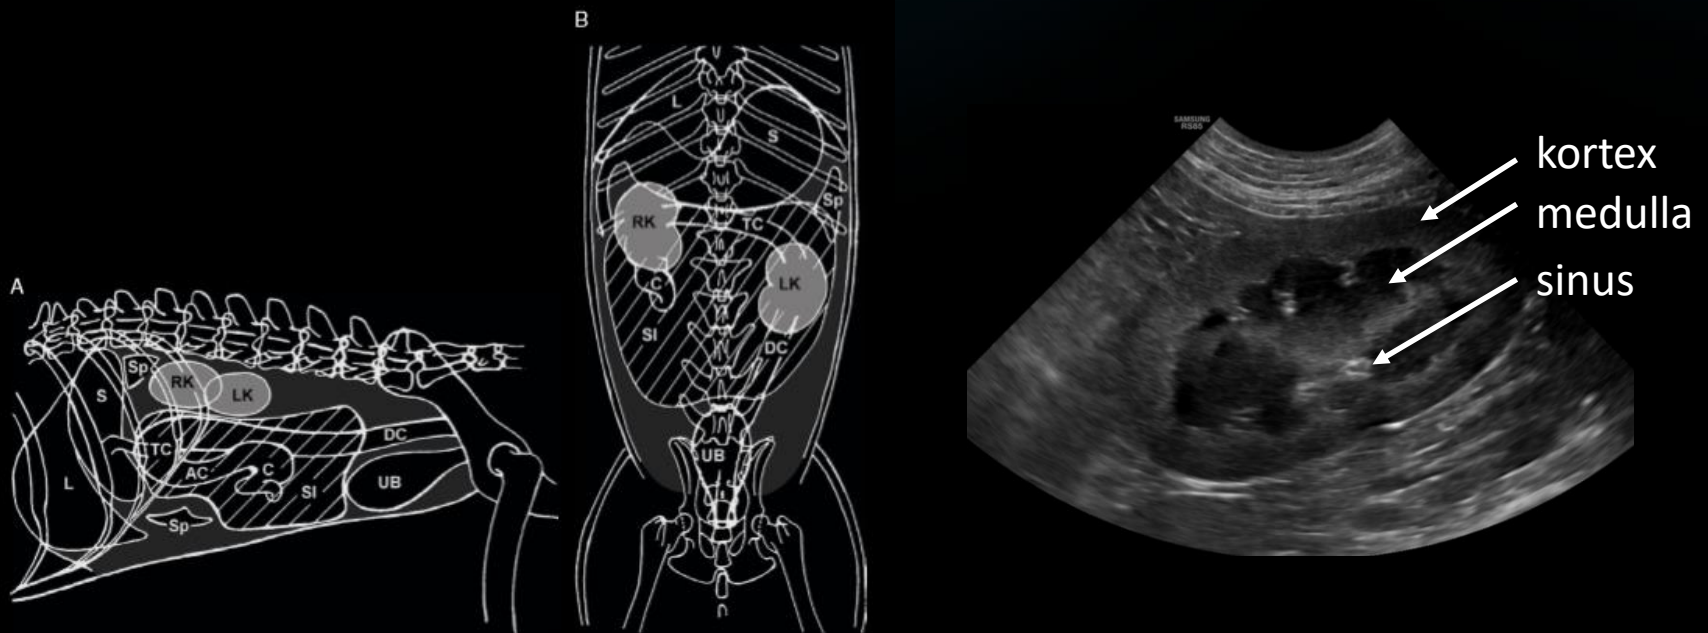 A
Sp
RK
LK
S
TC
AC
C
DC
L
SI
UB
Sp
B
L
S
RK
Sp
TC
C
LK
SI
DC
UB
SAMSUNG
RS85
kortex
medulla
sinus